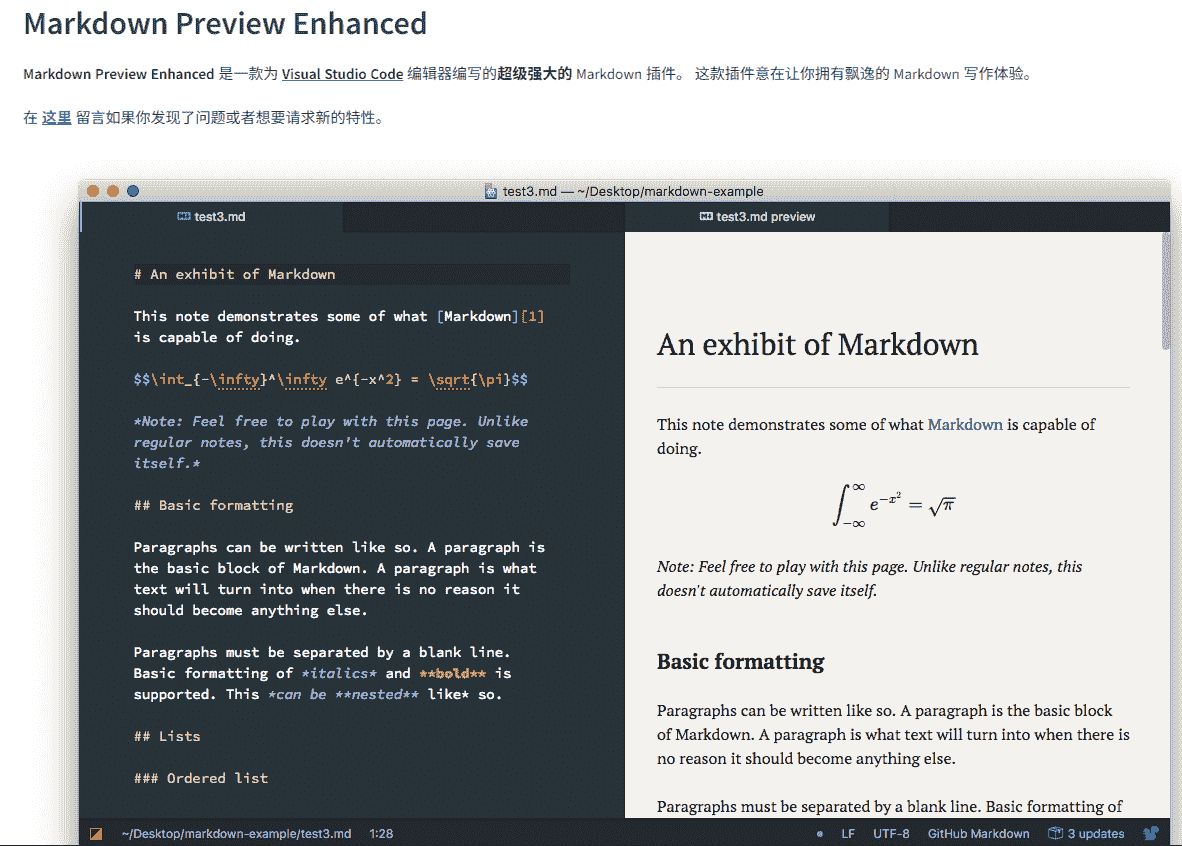 Markdown Preview Enhanced
Markdown Preview Enhanced 是一款为 Visual Studio Code 编辑器编写的超级强大的 Markdown 插件。 这款插件意在让你拥有飘逸的 Markdown 写作体验。
在 这里 留言如果你发现了问题或者想要请求新的特性。
test3.md — ~/Desktop/markdown-example
test3.md
# An exhibit of Markdown
This note demonstrates some of what [Markdown][1]
is capable of doing.
$$\int_{-\infty}^\infty e^{-x^2} = \sqrt{\pi}$$
*Note: Feel free to play with this page. Unlike
regular notes, this doesn't automatically save
itself.*
## Basic formatting
Paragraphs can be written like so. A paragraph is
the basic block of Markdown. A paragraph is what
text will turn into when there is no reason it
should become anything else.
Paragraphs must be separated by a blank line.
Basic formatting of *italics* and **bold** is
supported. This *can be **nested** like* so.
## Lists
### Ordered list
test3.md preview
An exhibit of Markdown
This note demonstrates some of what Markdown is capable of
doing.
∫_{-∞}^{∞} e^{-x^2} = √π
Note: Feel free to play with this page. Unlike regular notes, this
doesn't automatically save itself.
Basic formatting
Paragraphs can be written like so. A paragraph is the basic block
of Markdown. A paragraph is what text will turn into when there is
no reason it should become anything else.
Paragraphs must be separated by a blank line. Basic formatting of
~/Desktop/markdown-example/test3.md 1:28
LF UTF-8 GitHub Markdown 3 updates